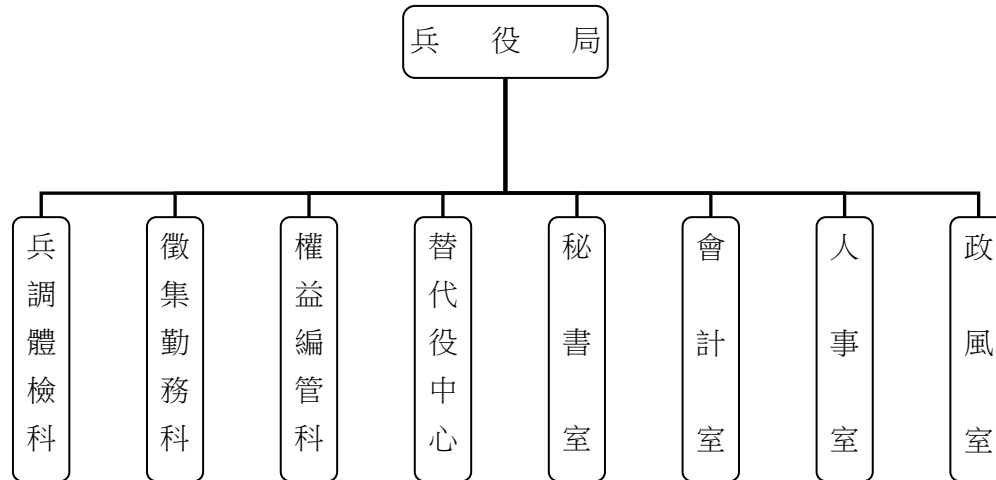 兵役局
兵調體檢科
徵集勤務科
權益編管科
替代役中心
秘書室
會計室
人事室
政風室